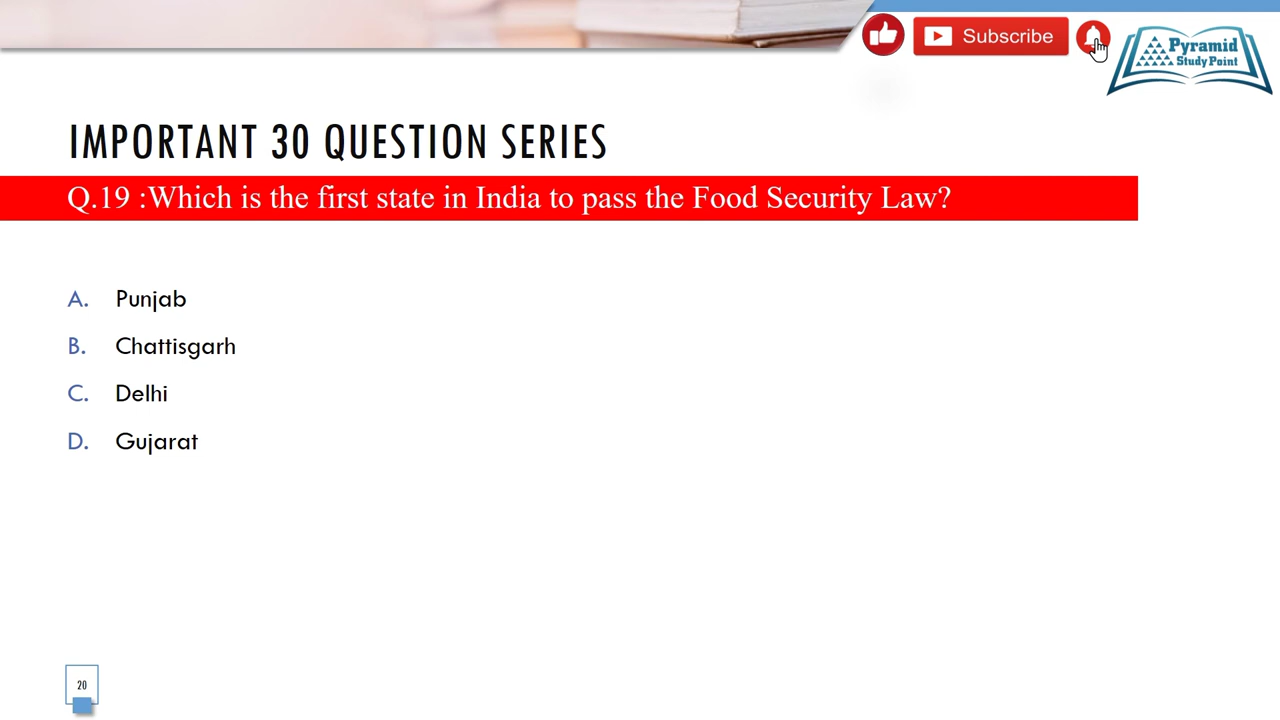 Subscribe
Pyramid
Study Point
IMPORTANT 30 QUESTION SERIES
Q.19 :Which is the first state in India to pass the Food Security Law?
A. Punjab
B. Chattisgarh
C. Delhi
D. Gujarat
20